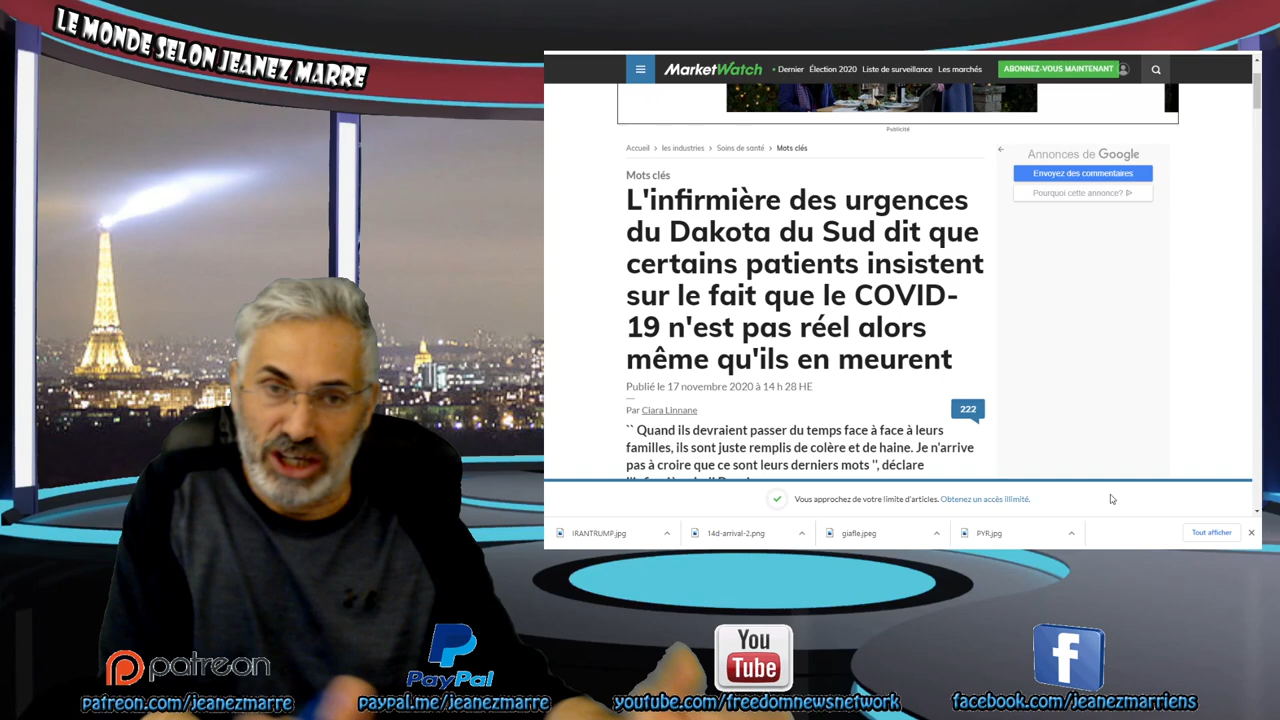 LE MONDE SELON JEANEZ MARRE
MarketWatch
• Dernier Élection 2020 Liste de surveillance Les marchés
ABONNEZ-VOUS MAINTENANT
Publicité
Accueil > les industries > Soins de santé > Mots clés
Annonces de Google
Envoyez des commentaires
Pourquoi cette annonce?
Mots clés
L'infirmière des urgences
du Dakota du Sud dit que
certains patients insistent
sur le fait que le COVID-
19 n'est pas réel alors
même qu'ils en meurent
Publié le 17 novembre 2020 à 14 h 28 HE
Par Ciara Linnane
222
`` Quand ils devraient passer du temps face à face à leurs
familles, ils sont juste remplis de colère et de haine. Je n'arrive
pas à croire que ce sont leurs derniers mots '', déclare
Vous approchez de votre limite d'articles. Obtenez un accès illimité.
IRANTRUMP.jpg
14d-arrival-2.png
giafle.jpeg
PYR.jpg
Tout afficher
patreon
PayPal
You
Tube
f
patreon.com/jeanezmarre
paypal.me/jeanezmarre
youtube.com/freedomnewsnetwork
facebook.com/jeanezmarriens